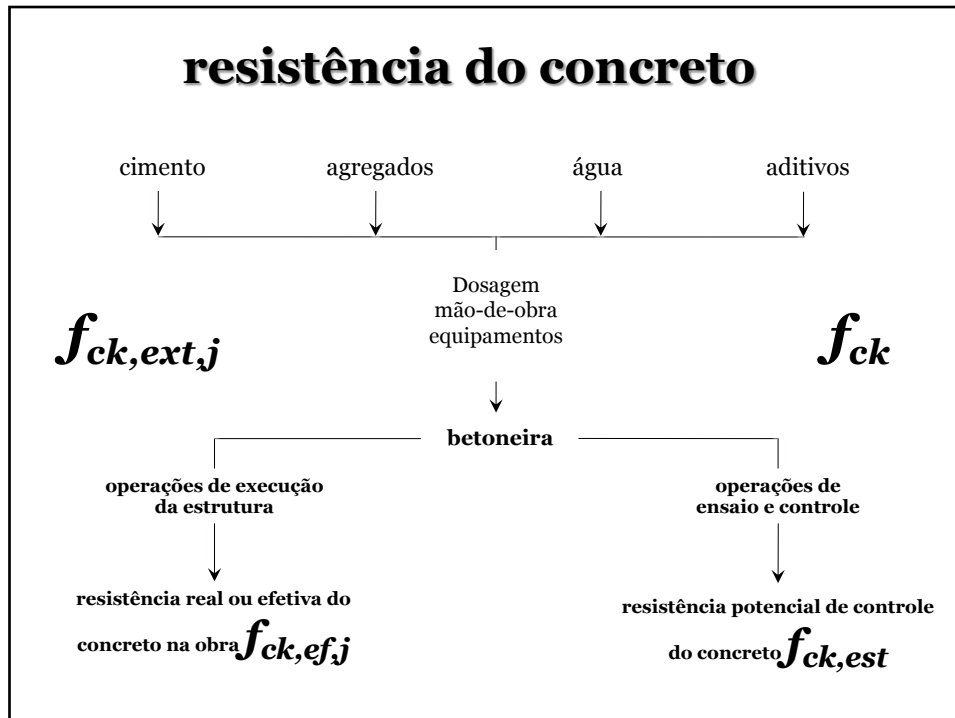 resistência do concreto
cimento agregados água aditivos
Dosagem
mão-de-obra
equipamentos
fck,ext,j fck
betoneira
operações de execução
da estrutura
operações de
ensaio e controle
resistência real ou efetiva do
concreto na obra fck,ef,j
resistência potencial de controle
do concreto fck,est